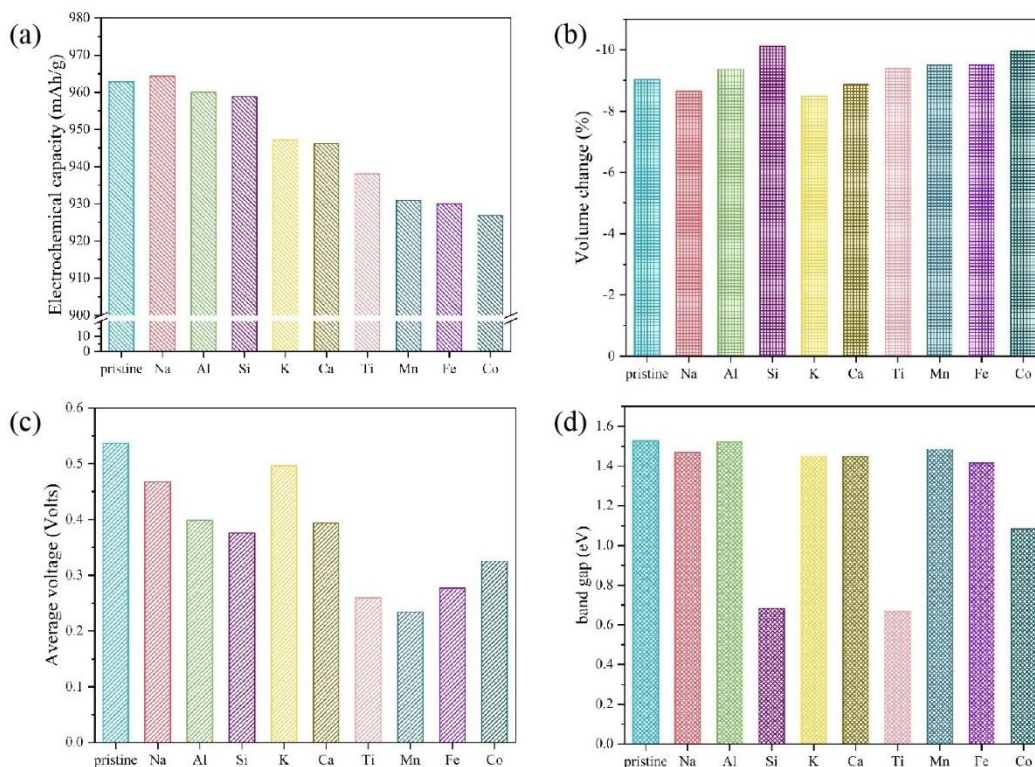 (a)
Electrochemical capacity (mAh/g)
980
970
960
950
940
930
920
910
900
10
0
pristine Na Al Si K Ca Ti Mn Fe Co
(b)
Volume change (%)
-10
-8
-6
-4
-2
0
pristine Na Al Si K Ca Ti Mn Fe Co
(c)
Average voltage (Volts)
0.6
0.5
0.4
0.3
0.2
0.1
0.0
pristine Na Al Si K Ca Ti Mn Fe Co
(d)
band gap (eV)
1.6
1.4
1.2
1.0
0.8
0.6
0.4
0.2
0.0
pristine Na Al Si K Ca Ti Mn Fe Co